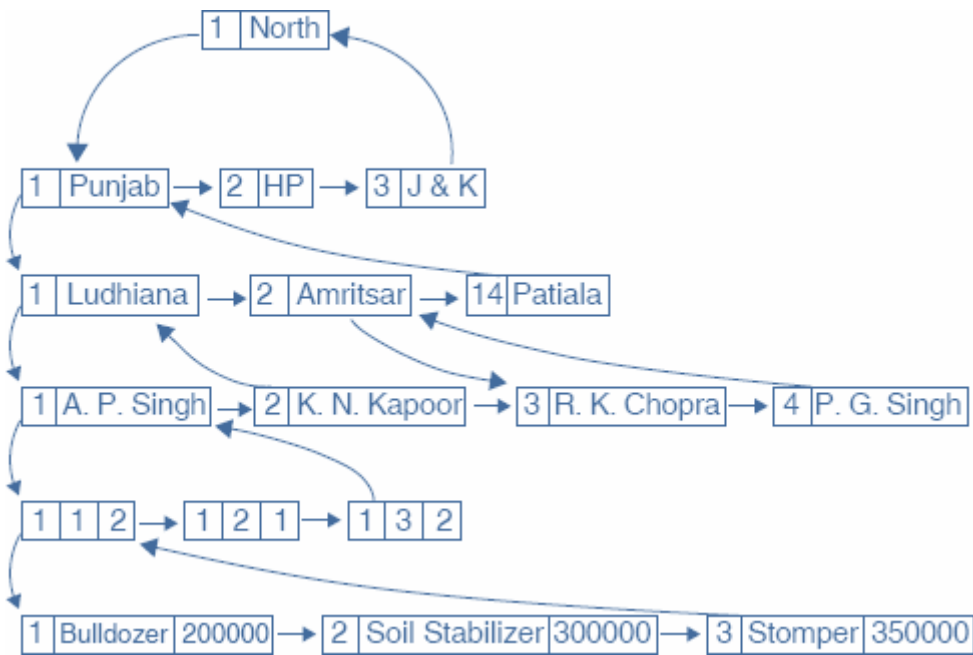 1 North
1 Punjab 2 HP 3 J & K
1 Ludhiana 2 Amritsar 14 Patiala
1 A. P. Singh 2 K. N. Kapoor 3 R. K. Chopra 4 P. G. Singh
1 1 2 1 2 1 1 3 2
1 Bulldozer 200000 2 Soil Stabilizer 300000 3 Stomper 350000